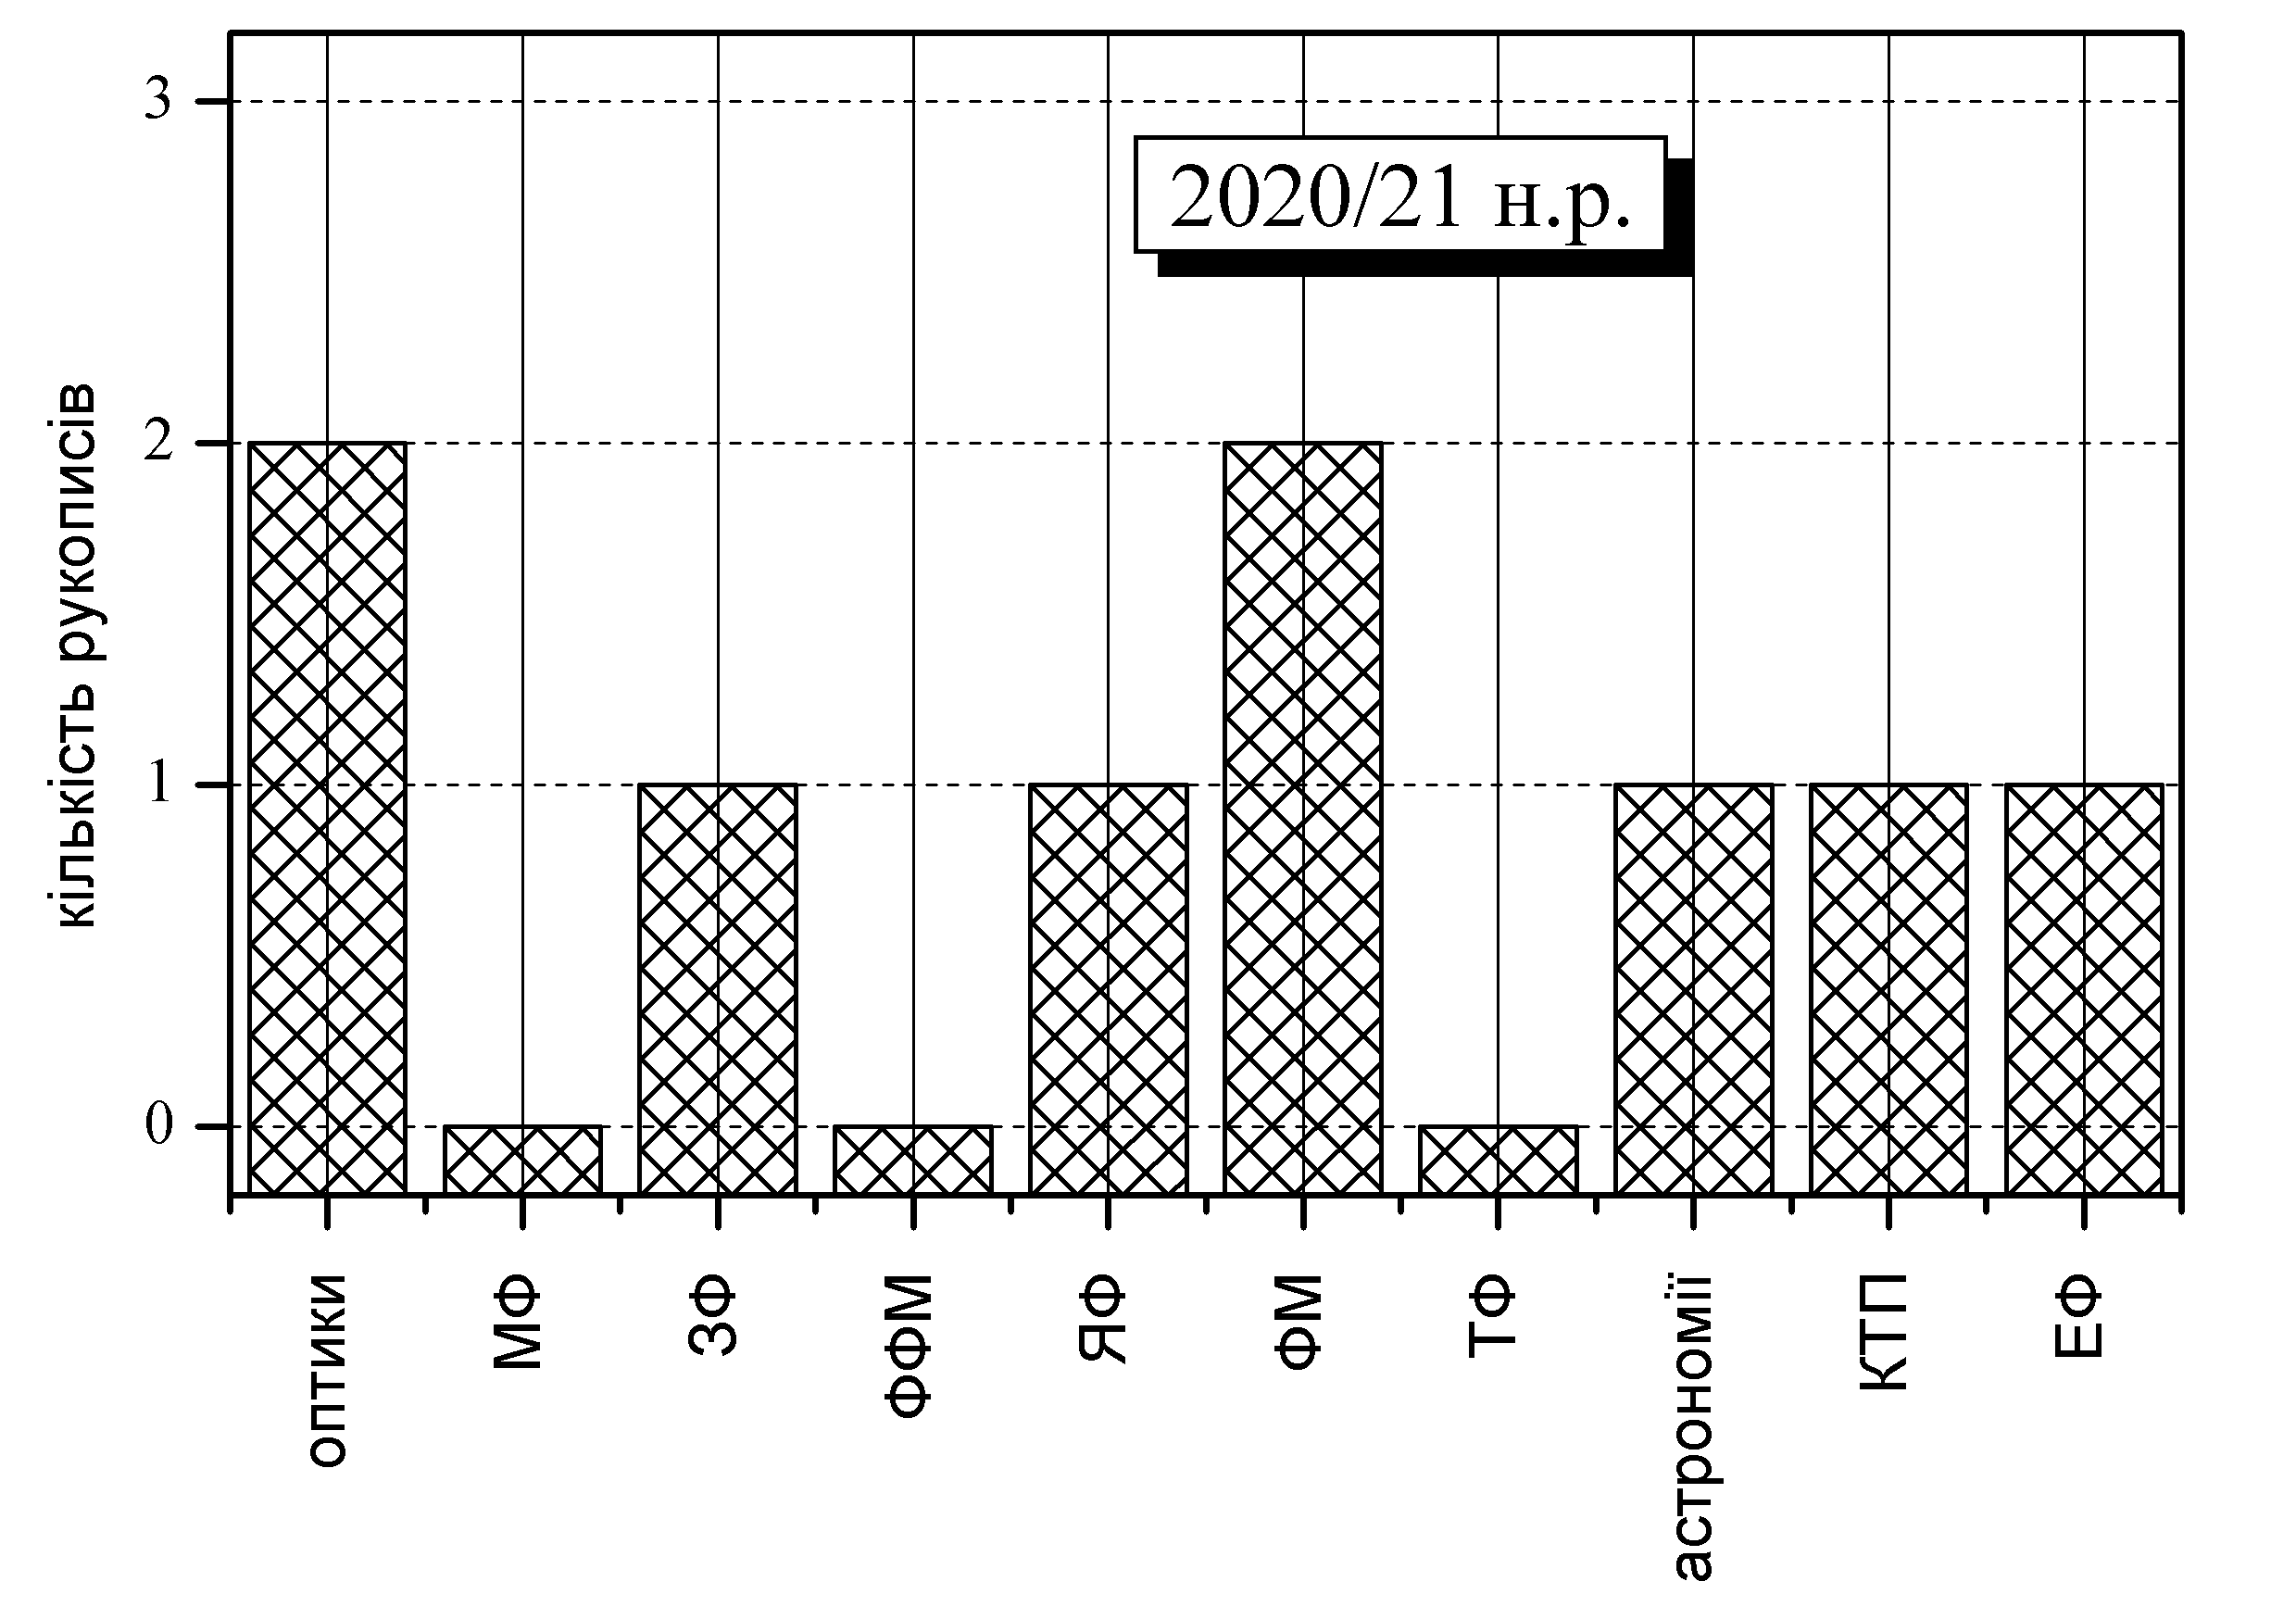 2020/21 н.р.
кількість рукописів
3
2
1
0
оптики
МФ
ЗФ
ФФМ
ЯФ
ФМ
ТФ
астрономії
КТП
ЕФ